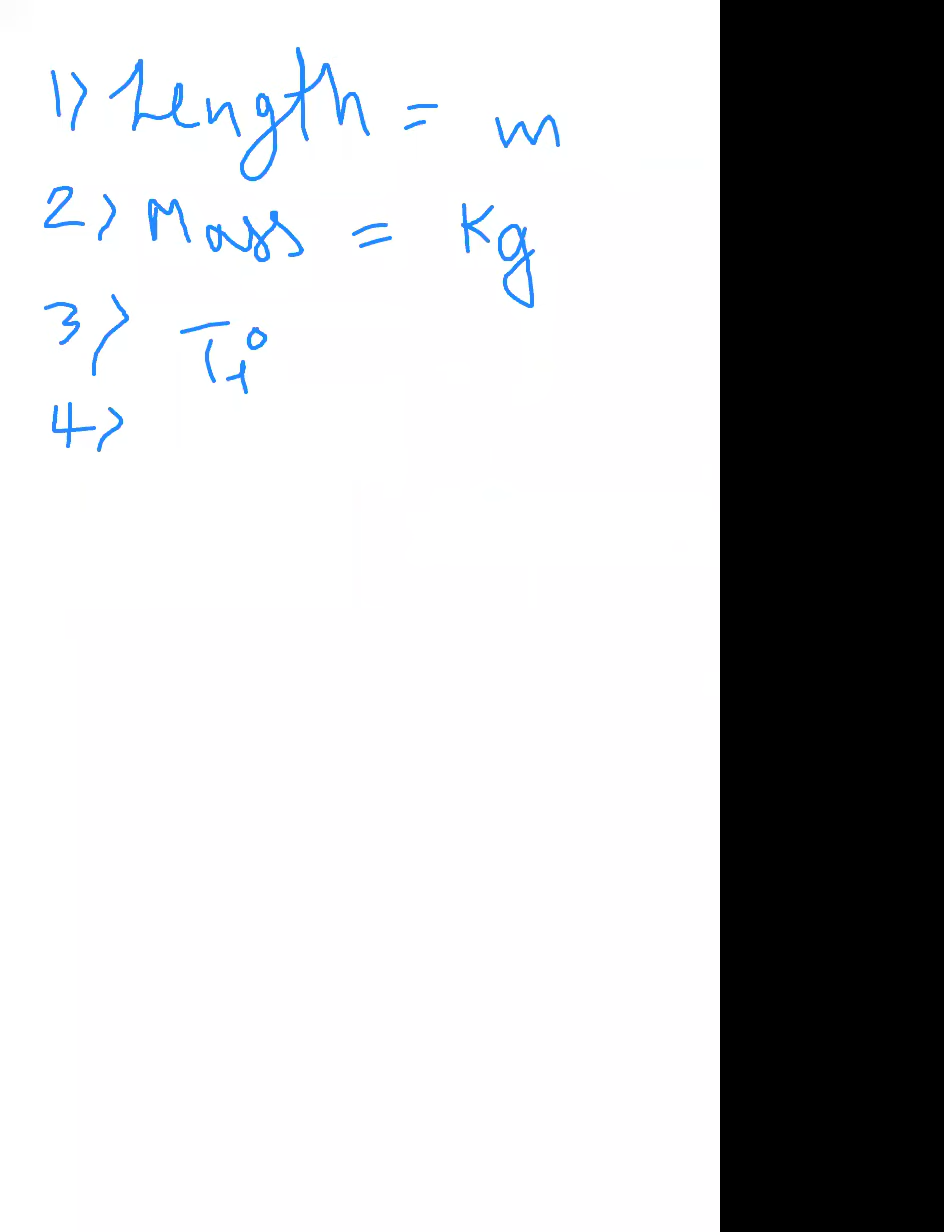 1) Length = m
2) Mass = Kg
3)
4)